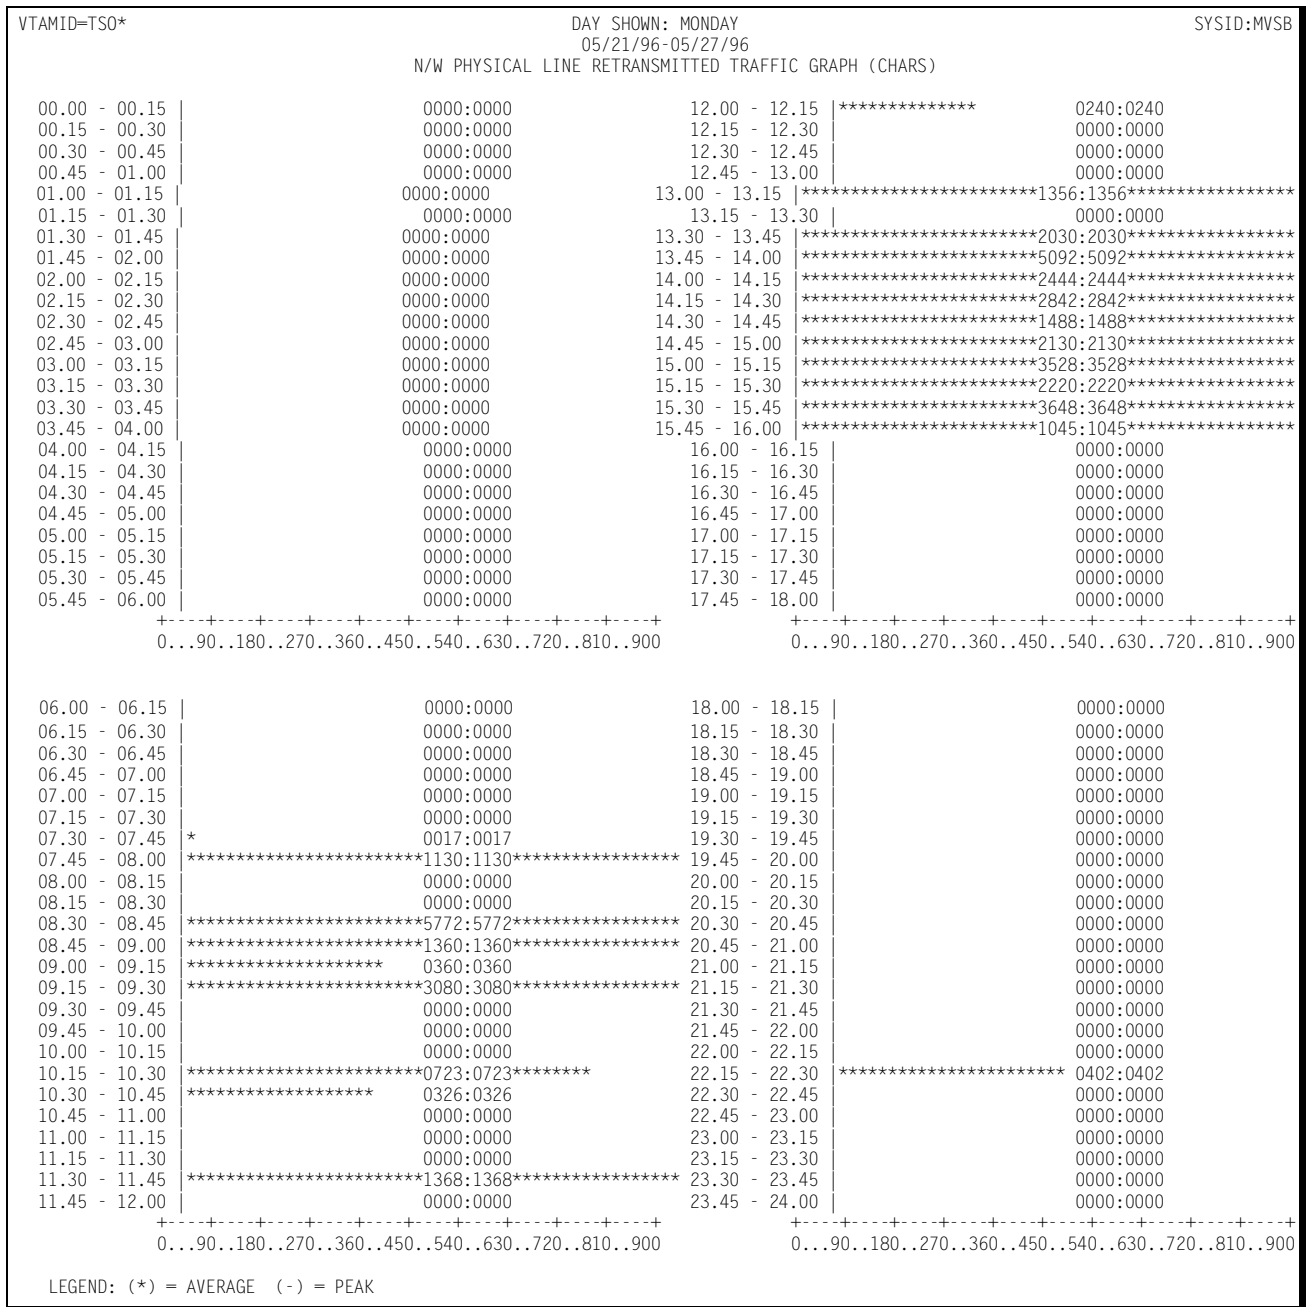 VTAMID=TSO* DAY SHOWN: MONDAY SYSID:MVSB
05/21/96-05/27/96
N/W PHYSICAL LINE RETRANSMITTED TRAFFIC GRAPH (CHARS)
00.00 - 00.15 | 0000:0000 12.00 - 12.15 |************** 0240:0240
00.15 - 00.30 | 0000:0000 12.15 - 12.30 | 0000:0000
00.30 - 00.45 | 0000:0000 12.30 - 12.45 | 0000:0000
00.45 - 01.00 | 0000:0000 12.45 - 13.00 | 0000:0000
01.00 - 01.15 | 0000:0000 13.00 - 13.15 |************************1356:1356*****************
01.15 - 01.30 | 0000:0000 13.15 - 13.30 | 0000:0000
01.30 - 01.45 | 0000:0000 13.30 - 13.45 |************************2030:2030*****************
01.45 - 02.00 | 0000:0000 13.45 - 14.00 |************************5092:5092*****************
02.00 - 02.15 | 0000:0000 14.00 - 14.15 |************************2444:2444*****************
02.15 - 02.30 | 0000:0000 14.15 - 14.30 |************************2842:2842*****************
02.30 - 02.45 | 0000:0000 14.30 - 14.45 |************************1488:1488*****************
02.45 - 03.00 | 0000:0000 14.45 - 15.00 |************************2130:2130*****************
03.00 - 03.15 | 0000:0000 15.00 - 15.15 |************************3528:3528*****************
03.15 - 03.30 | 0000:0000 15.15 - 15.30 |************************2220:2220*****************
03.30 - 03.45 | 0000:0000 15.30 - 15.45 |************************3648:3648*****************
03.45 - 04.00 | 0000:0000 15.45 - 16.00 |************************1045:1045*****************
04.00 - 04.15 | 0000:0000 16.00 - 16.15 | 0000:0000
04.15 - 04.30 | 0000:0000 16.15 - 16.30 | 0000:0000
04.30 - 04.45 | 0000:0000 16.30 - 16.45 | 0000:0000
04.45 - 05.00 | 0000:0000 16.45 - 17.00 | 0000:0000
05.00 - 05.15 | 0000:0000 17.00 - 17.15 | 0000:0000
05.15 - 05.30 | 0000:0000 17.15 - 17.30 | 0000:0000
05.30 - 05.45 | 0000:0000 17.30 - 17.45 | 0000:0000
05.45 - 06.00 | 0000:0000 17.45 - 18.00 | 0000:0000
+----+----+----+----+----+----+----+----+----+----+ +----+----+----+----+----+----+----+----+----+----+
0...90..180..270..360..450..540..630..720..810..900 0...90..180..270..360..450..540..630..720..810..900
06.00 - 06.15 | 0000:0000 18.00 - 18.15 | 0000:0000
06.15 - 06.30 | 0000:0000 18.15 - 18.30 | 0000:0000
06.30 - 06.45 | 0000:0000 18.30 - 18.45 | 0000:0000
06.45 - 07.00 | 0000:0000 18.45 - 19.00 | 0000:0000
07.00 - 07.15 | 0000:0000 19.00 - 19.15 | 0000:0000
07.15 - 07.30 | 0000:0000 19.15 - 19.30 | 0000:0000
07.30 - 07.45 |* 0017:0017 19.30 - 19.45 | 0000:0000
07.45 - 08.00 |************************1130:1130***************** 19.45 - 20.00 | 0000:0000
08.00 - 08.15 | 0000:0000 20.00 - 20.15 | 0000:0000
08.15 - 08.30 | 0000:0000 20.15 - 20.30 | 0000:0000
08.30 - 08.45 |************************5772:5772***************** 20.30 - 20.45 | 0000:0000
08.45 - 09.00 |************************1360:1360***************** 20.45 - 21.00 | 0000:0000
09.00 - 09.15 |******************** 0360:0360 21.00 - 21.15 | 0000:0000
09.15 - 09.30 |************************3080:3080***************** 21.15 - 21.30 | 0000:0000
09.30 - 09.45 | 0000:0000 21.30 - 21.45 | 0000:0000
09.45 - 10.00 | 0000:0000 21.45 - 22.00 | 0000:0000
10.00 - 10.15 | 0000:0000 22.00 - 22.15 | 0000:0000
10.15 - 10.30 |************************0723:0723******** 22.15 - 22.30 |*********************** 0402:0402
10.30 - 10.45 |******************* 0326:0326 22.30 - 22.45 | 0000:0000
10.45 - 11.00 | 0000:0000 22.45 - 23.00 | 0000:0000
11.00 - 11.15 | 0000:0000 23.00 - 23.15 | 0000:0000
11.15 - 11.30 | 0000:0000 23.15 - 23.30 | 0000:0000
11.30 - 11.45 |************************1368:1368***************** 23.30 - 23.45 | 0000:0000
11.45 - 12.00 | 0000:0000 23.45 - 24.00 | 0000:0000
+----+----+----+----+----+----+----+----+----+----+ +----+----+----+----+----+----+----+----+----+----+
0...90..180..270..360..450..540..630..720..810..900 0...90..180..270..360..450..540..630..720..810..900
LEGEND: (*) = AVERAGE (-) = PEAK